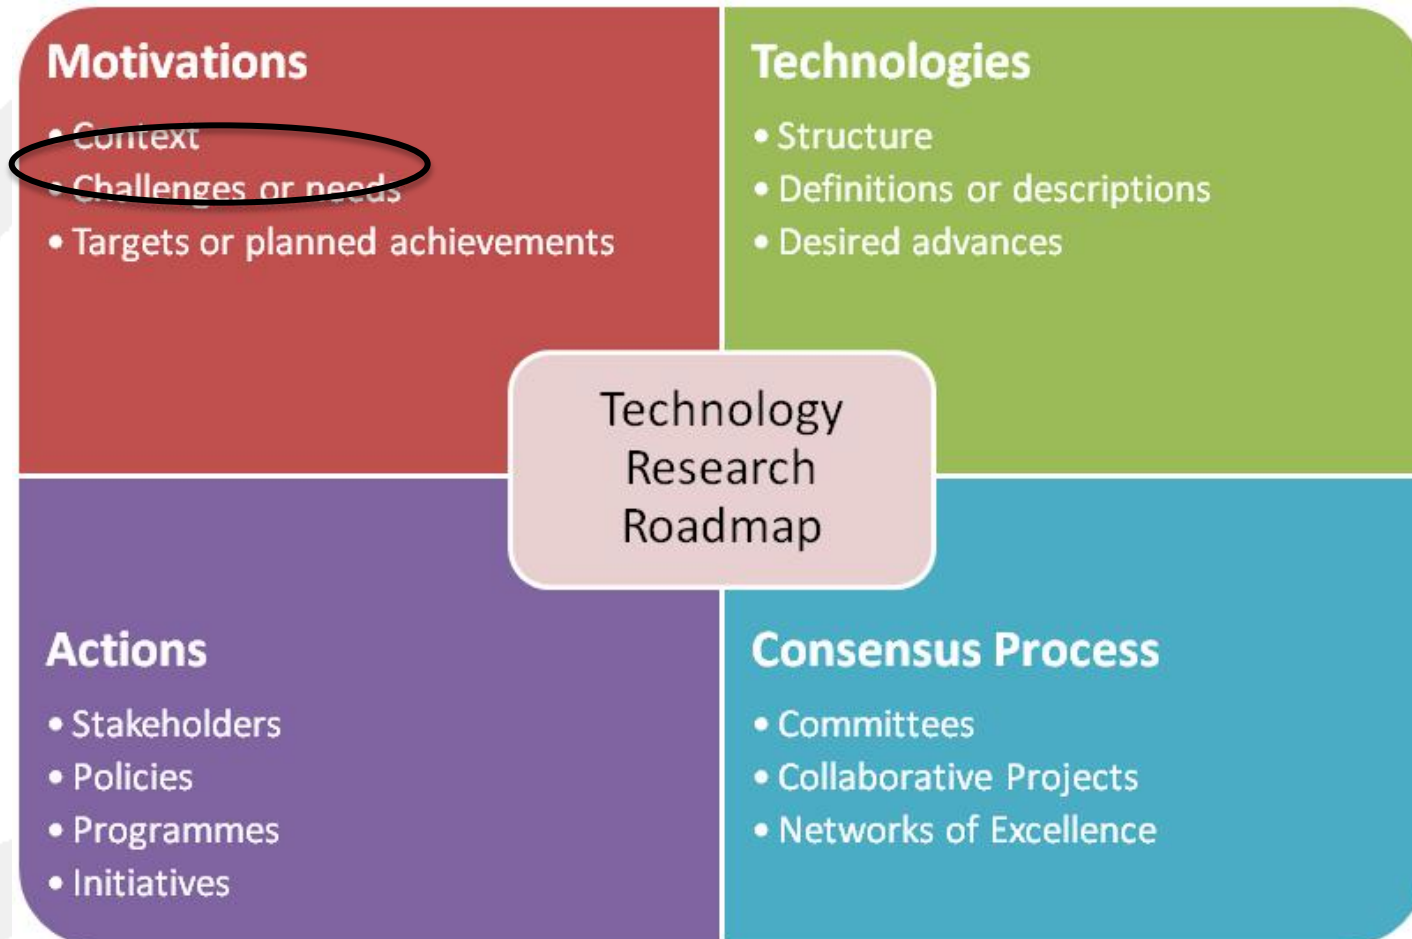 Motivations
• Context
• Challenges or needs
• Targets or planned achievements
Technologies
• Structure
• Definitions or descriptions
• Desired advances
Technology
Research
Roadmap
Actions
• Stakeholders
• Policies
• Programmes
• Initiatives
Consensus Process
• Committees
• Collaborative Projects
• Networks of Excellence